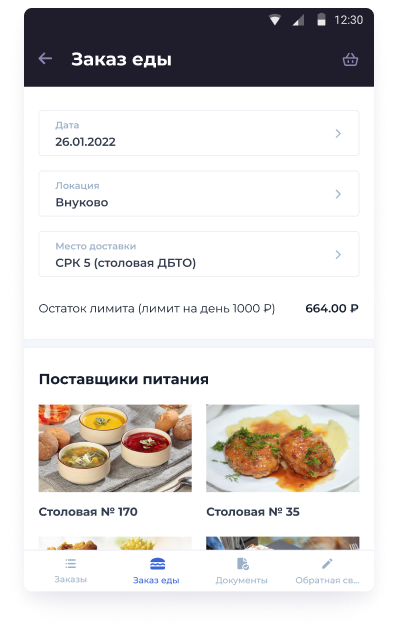 12:30
Заказ еды
Дата
26.01.2022
Локация
Внуково
Место доставки
СРК 5 (столовая ДБТО)
Остаток лимита (лимит на день 1000 ₽) 664.00 ₽
Поставщики питания
Столовая № 170 Столовая № 35
Заказы Заказ еды Документы Обратная св...